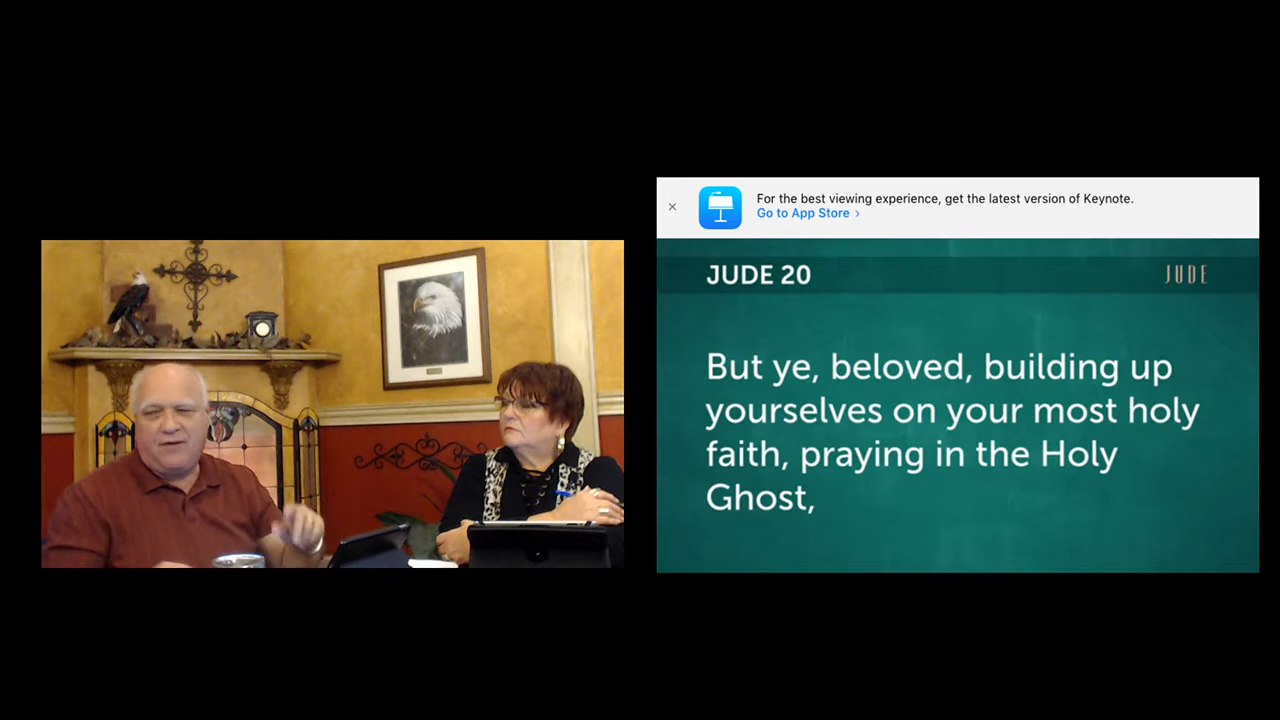 For the best viewing experience, get the latest version of Keynote.
Go to App Store >
JUDE 20
JUDE
But ye, beloved, building up
yourselves on your most holy
faith, praying in the Holy
Ghost,